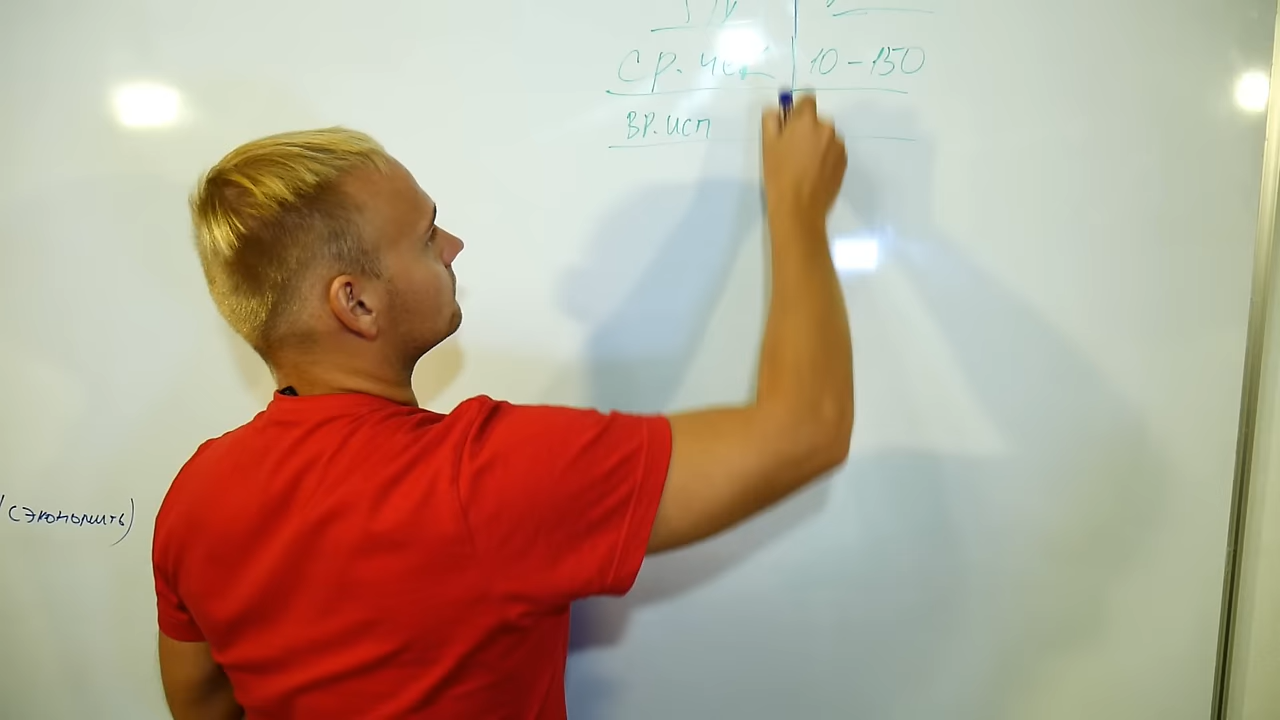 ср. чек 10-150
вр. исп
(сэкономить)